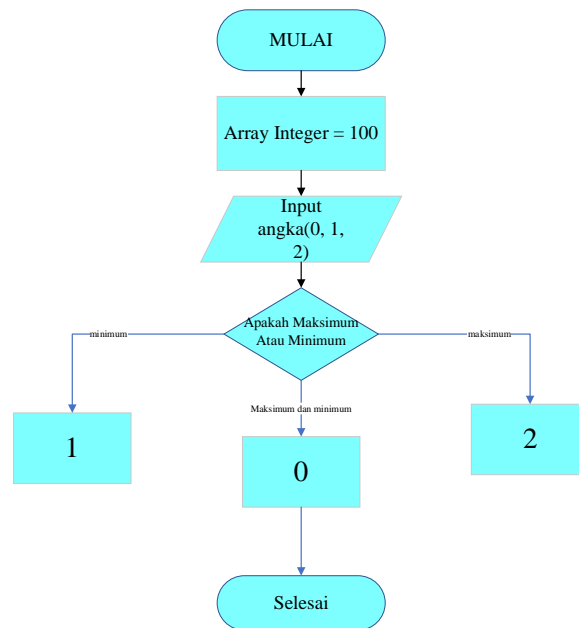 MULAI
Array Integer = 100
Input
angka(0, 1,
2)
Apakah Maksimum
Atau Minimum
minimum
maksimum
Maksimum dan minimum
1
0
2
Selesai